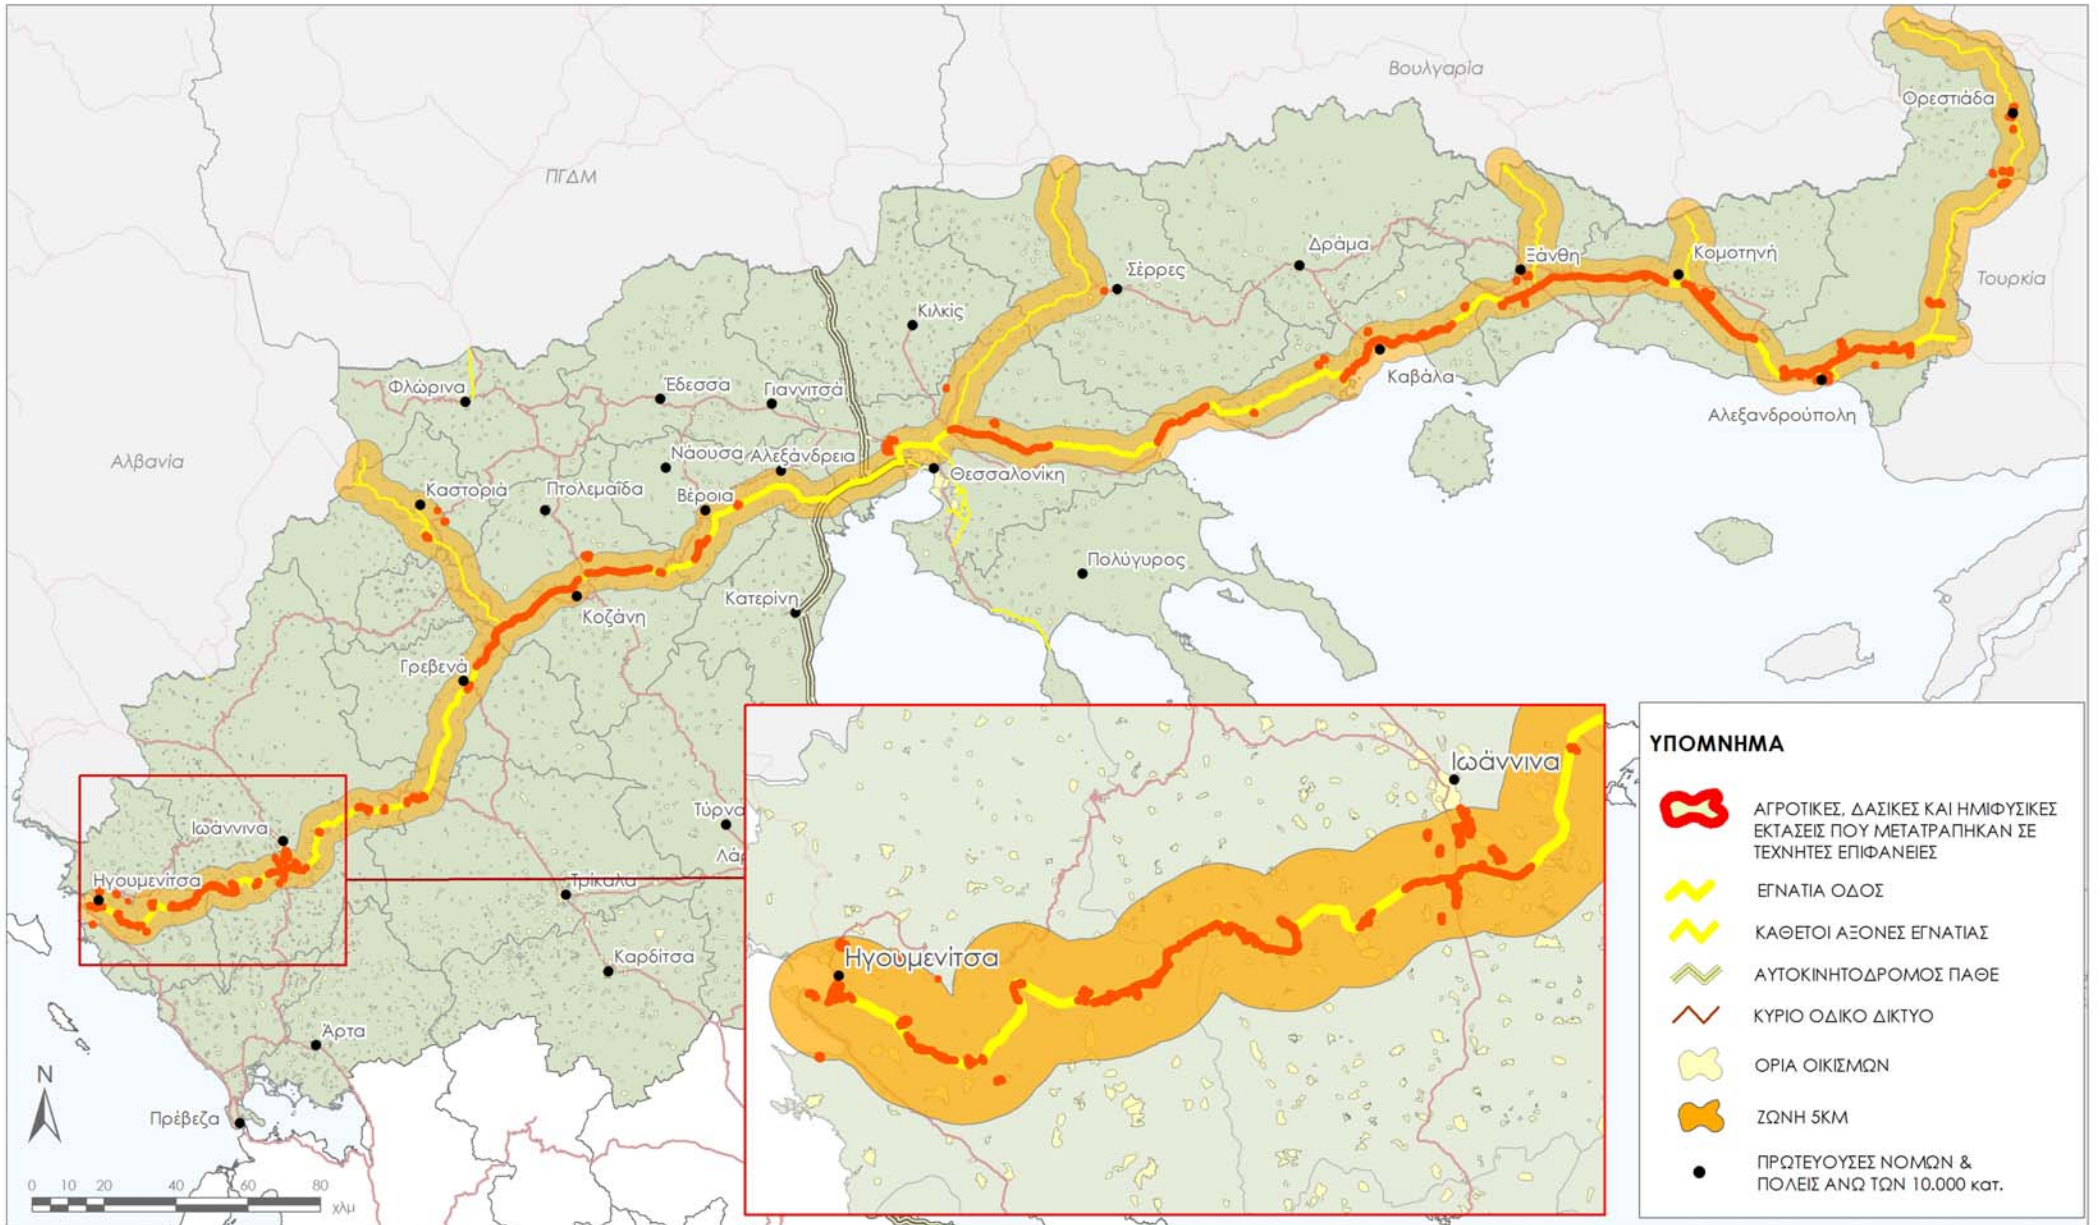 Βουλγαρία
Ορεστιάδα
ΠΓΔΜ
Δράμα
Ξάνθη
Κομοτηνή
Σέρρες
Τουρκία
Κιλκίς
Καβάλα
Φλώρινα
Έδεσσα
Γιαννιτσά
Αλεξανδρούπολη
Αλβανία
Νάουσα
Αλεξάνδρεια
Θεσσαλονίκη
Καστοριά
Πτολεμαΐδα
Βέροια
Πολύγυρος
Κατερίνη
Κοζάνη
Γρεβενά
Ιωάννινα
Ηγουμενίτσα
Τύρνα
Λάρ
Τρίκαλα
Καρδίτσα
Άρτα
Πρέβεζα
N
0 10 20 40 60 80
χλμ
Ιωάννινα
Ηγουμενίτσα
ΥΠΟΜΝΗΜΑ
ΑΓΡΟΤΙΚΕΣ, ΔΑΣΙΚΕΣ ΚΑΙ ΗΜΙΦΥΣΙΚΕΣ
ΕΚΤΑΣΕΙΣ ΠΟΥ ΜΕΤΑΤΡΑΠΗΚΑΝ ΣΕ
ΤΕΧΝΗΤΕΣ ΕΠΙΦΑΝΕΙΕΣ
ΕΓΝΑΤΙΑ ΟΔΟΣ
ΚΑΘΕΤΟΙ ΑΞΟΝΕΣ ΕΓΝΑΤΙΑΣ
ΑΥΤΟΚΙΝΗΤΟΔΡΟΜΟΣ ΠΑΘΕ
ΚΥΡΙΟ ΟΔΙΚΟ ΔΙΚΤΥΟ
ΟΡΙΑ ΟΙΚΙΣΜΩΝ
ΖΩΝΗ 5KM
ΠΡΩΤΕΥΟΥΣΕΣ ΝΟΜΩΝ &
ΠΟΛΕΙΣ ΑΝΩ ΤΩΝ 10.000 κατ.